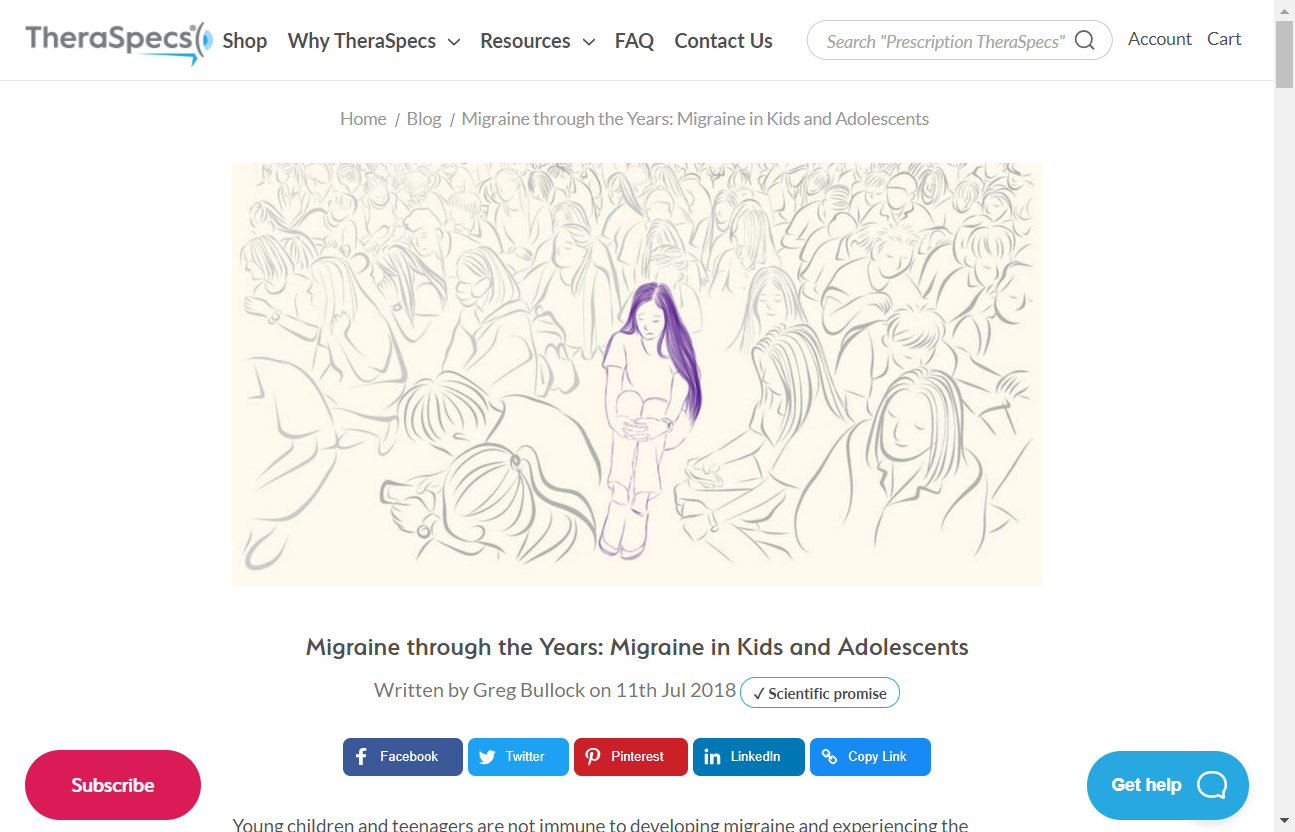 TheraSpecs
Shop
Why TheraSpecs
Resources
FAQ
Contact Us
Search "Prescription TheraSpecs"
Account
Cart
Home / Blog / Migraine through the Years: Migraine in Kids and Adolescents
Migraine through the Years: Migraine in Kids and Adolescents
Written by Greg Bullock on 11th Jul 2018 ✓ Scientific promise
Facebook
Twitter
Pinterest
LinkedIn
Copy Link
Subscribe
Get help
Young children and teenagers are not immune to developing migraine and experiencing the